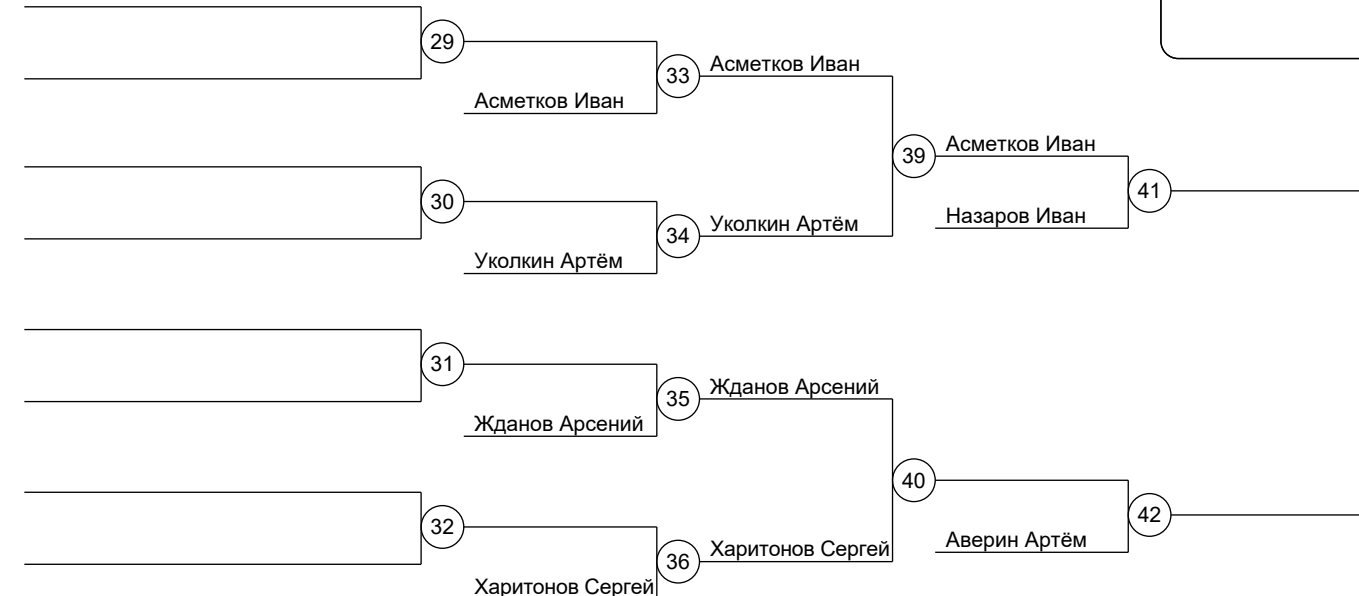 29
33
Асметков Иван
Асметков Иван
39
Асметков Иван
41
Назаров Иван
30
34
Уколкин Артём
Уколкин Артём
31
35
Жданов Арсений
Жданов Арсений
40
42
Аверин Артём
32
36
Харитонов Сергей
Харитонов Сергей